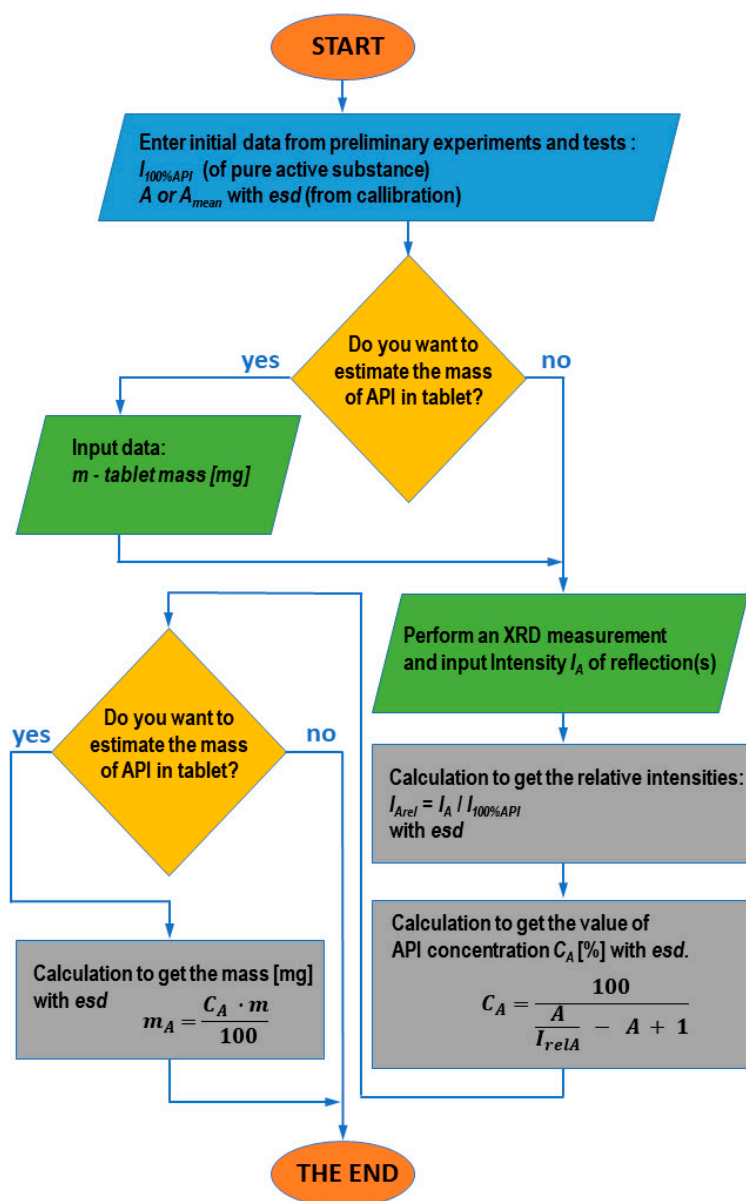 START
Enter initial data from preliminary experiments and tests :
I100%API (of pure active substance)
A or Amean with esd (from callibration)
Do you want to
estimate the mass
of API in tablet?
yes
no
Input data:
m - tablet mass [mg]
Perform an XRD measurement
and input Intensity IA of reflection(s)
Calculation to get the relative intensities:
IArel = IA / I100%API
with esd
Calculation to get the value of
API concentration CA [%] with esd.
CA = 100 / (A / IrelA − A + 1)
Do you want to
estimate the mass
of API in tablet?
yes
no
Calculation to get the mass [mg]
with esd
mA = CA · m / 100
THE END